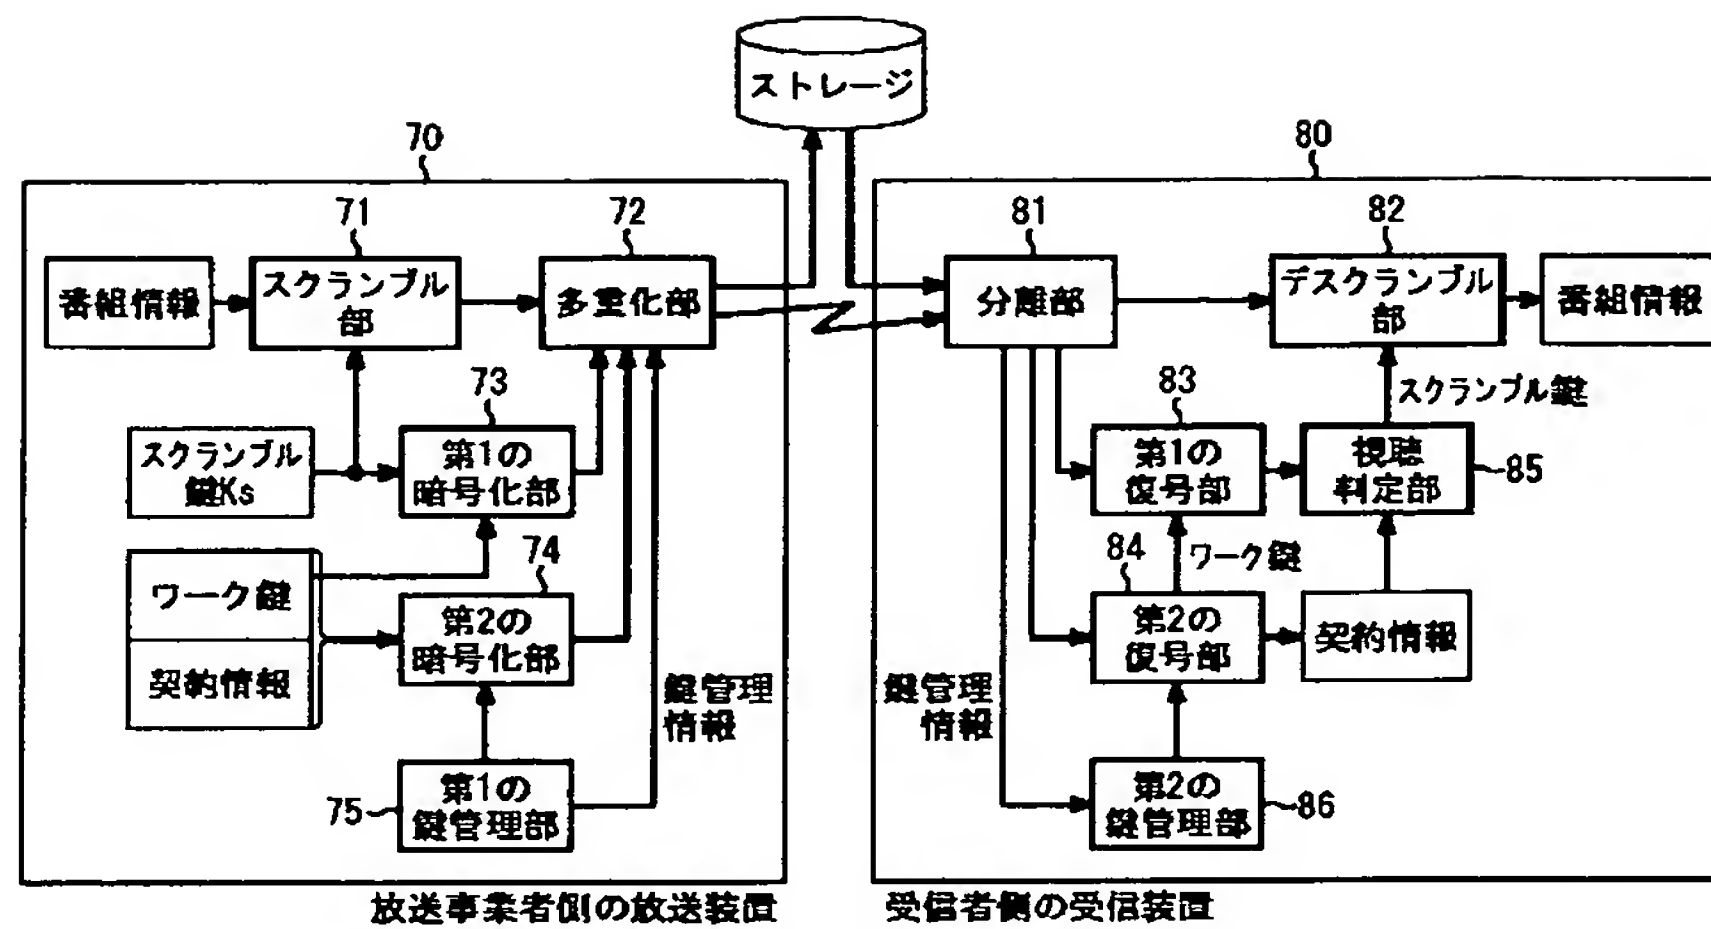 ストレージ
70
80
71
72
81
82
番組情報
スクランブル
部
多重化部
分離部
デスクランブル
部
番組情報
73
83
スクランブル鍵
スクランブル
鍵Ks
第1の
暗号化部
第1の
復号部
視聴
判定部
85
74
84
ワーク鍵
ワーク鍵
契約情報
第2の
暗号化部
第2の
復号部
契約情報
鍵管理
情報
鍵管理
情報
75
第1の
鍵管理部
第2の
鍵管理部
86
放送事業者側の放送装置
受信者側の受信装置